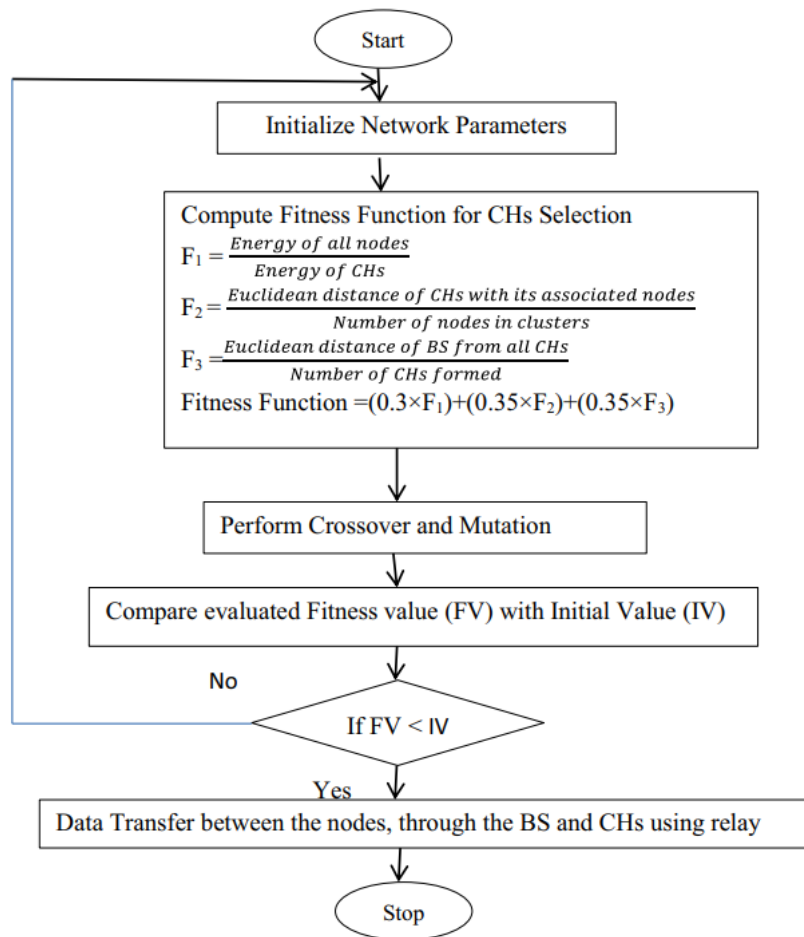 Start
Initialize Network Parameters
Compute Fitness Function for CHs Selection
F₁ = Energy of all nodes / Energy of CHs
F₂= Euclidean distance of CHs with its associated nodes / Number of nodes in clusters
F₃ = Euclidean distance of BS from all CHs / Number of CHs formed
Fitness Function =(0.3×F₁)+(0.35×F₂)+(0.35×F₃)
Perform Crossover and Mutation
Compare evaluated Fitness value (FV) with Initial Value (IV)
No
If FV < IV
Yes
Data Transfer between the nodes, through the BS and CHs using relay
Stop